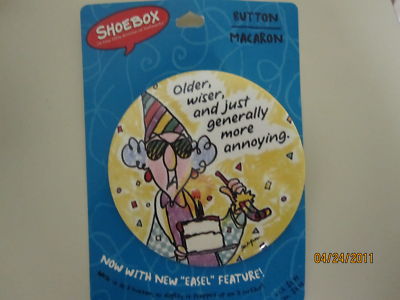 SHOEBOX
BUTTON
MACARON
Older,
wiser,
and just
generally
more
annoying.
NOW WITH NEW "EASEL" FEATURE!
04/24/2011